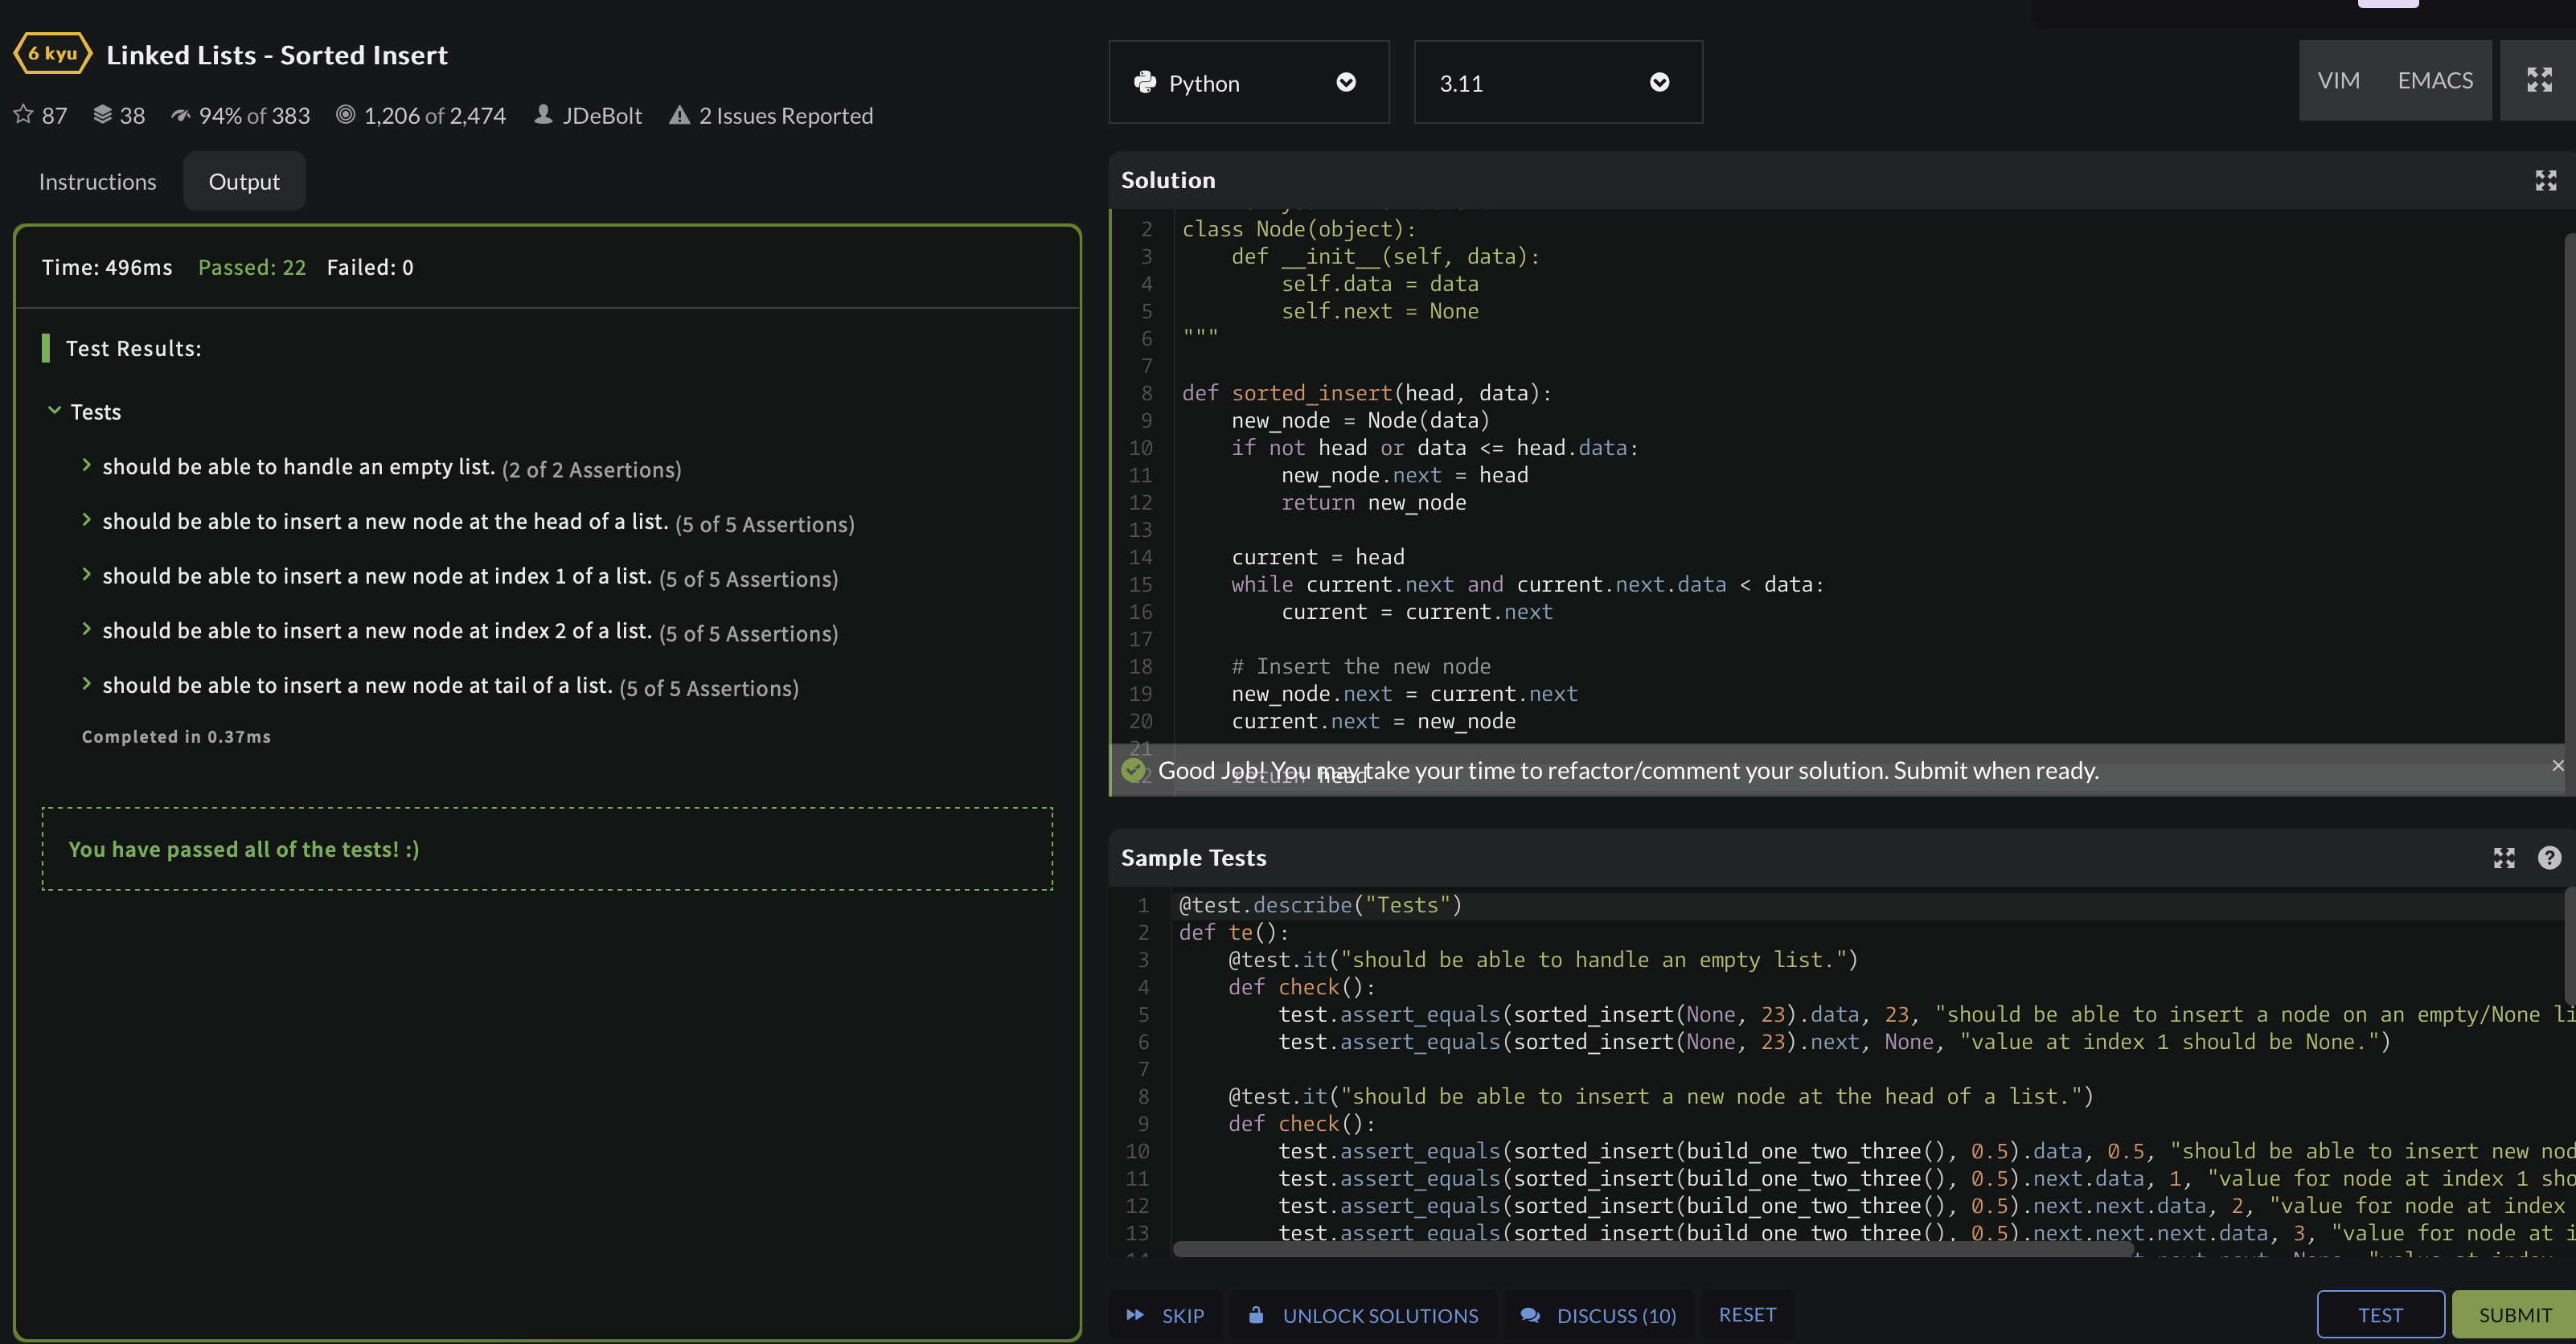 6 kyu Linked Lists - Sorted Insert
87 38 94% of 383 1,206 of 2,474 JDeBolt 2 Issues Reported
Instructions Output
Time: 496ms Passed: 22 Failed: 0
Test Results:
Tests
should be able to handle an empty list. (2 of 2 Assertions)
should be able to insert a new node at the head of a list. (5 of 5 Assertions)
should be able to insert a new node at index 1 of a list. (5 of 5 Assertions)
should be able to insert a new node at index 2 of a list. (5 of 5 Assertions)
should be able to insert a new node at tail of a list. (5 of 5 Assertions)
Completed in 0.37ms
You have passed all of the tests! :)
Python 3.11 VIM EMACS
Solution
2 class Node(object):
3     def __init__(self, data):
4         self.data = data
5         self.next = None
6 """
7
8 def sorted_insert(head, data):
9     new_node = Node(data)
10     if not head or data <= head.data:
11         new_node.next = head
12         return new_node
13
14     current = head
15     while current.next and current.next.data < data:
16         current = current.next
17
18     # Insert the new node
19     new_node.next = current.next
20     current.next = new_node
21
return head
Good Job! You may take your time to refactor/comment your solution. Submit when ready.
Sample Tests
1 @test.describe("Tests")
2 def te():
3     @test.it("should be able to handle an empty list.")
4     def check():
5         test.assert_equals(sorted_insert(None, 23).data, 23, "should be able to insert a node on an empty/None li
6         test.assert_equals(sorted_insert(None, 23).next, None, "value at index 1 should be None.")
7
8     @test.it("should be able to insert a new node at the head of a list.")
9     def check():
10         test.assert_equals(sorted_insert(build_one_two_three(), 0.5).data, 0.5, "should be able to insert new nod
11         test.assert_equals(sorted_insert(build_one_two_three(), 0.5).next.data, 1, "value for node at index 1 sho
12         test.assert_equals(sorted_insert(build_one_two_three(), 0.5).next.next.data, 2, "value for node at index
13         test.assert_equals(sorted_insert(build_one_two_three(), 0.5).next.next.next.data, 3, "value for node at i
SKIP UNLOCK SOLUTIONS DISCUSS (10) RESET TEST SUBMIT